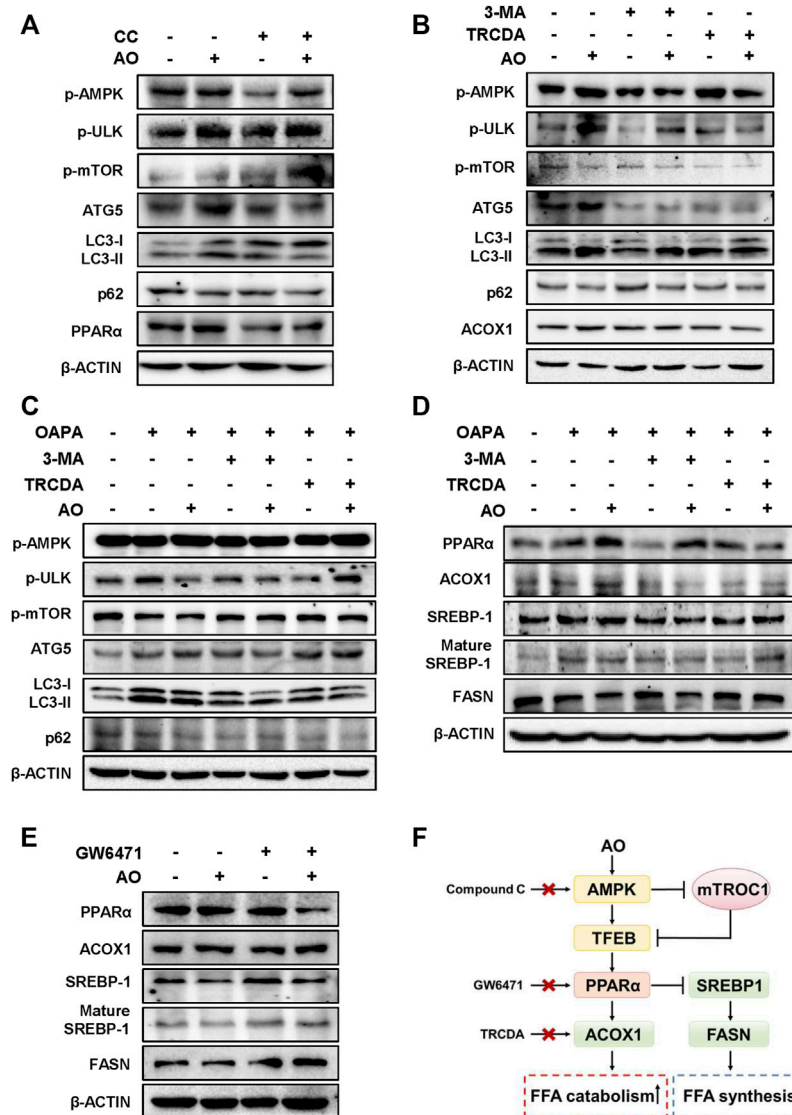 A
CC - - + +
AO - + - +
p-AMPK
p-ULK
p-mTOR
ATG5
LC3-I
LC3-II
p62
PPARα
β-ACTIN
B
3-MA - - + + - -
TRCDA - - - - + +
AO - + - + - +
p-AMPK
p-ULK
p-mTOR
ATG5
LC3-I
LC3-II
p62
ACOX1
β-ACTIN
C
OAPA - + + + + + +
3-MA - - - + + - -
TRCDA - - - - - + +
AO - - + - + - +
p-AMPK
p-ULK
p-mTOR
ATG5
LC3-I
LC3-II
p62
β-ACTIN
D
OAPA - + + + + + +
3-MA - - - + + - -
TRCDA - - - - - + +
AO - - + - + - +
PPARα
ACOX1
SREBP-1
Mature
SREBP-1
FASN
β-ACTIN
E
GW6471 - - + +
AO - + - +
PPARα
ACOX1
SREBP-1
Mature
SREBP-1
FASN
β-ACTIN
F
AO
Compound C AMPK mTROC1
TFEB
GW6471 PPARα SREBP1
TRCDA ACOX1 FASN
FFA catabolism FFA synthesis